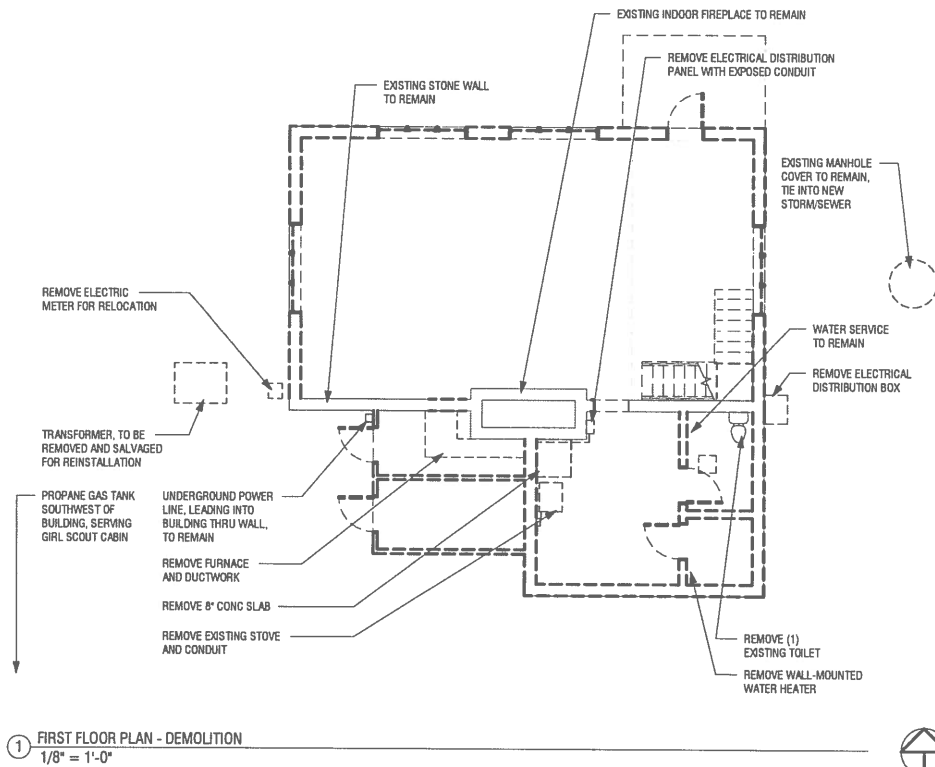 EXISTING INDOOR FIREPLACE TO REMAIN
REMOVE ELECTRICAL DISTRIBUTION
PANEL WITH EXPOSED CONDUIT
EXISTING STONE WALL
TO REMAIN
EXISTING MANHOLE
COVER TO REMAIN,
TIE INTO NEW
STORM/SEWER
REMOVE ELECTRIC
METER FOR RELOCATION
WATER SERVICE
TO REMAIN
REMOVE ELECTRICAL
DISTRIBUTION BOX
TRANSFORMER, TO BE
REMOVED AND SALVAGED
FOR REINSTALLATION
PROPANE GAS TANK
SOUTHWEST OF
BUILDING, SERVING
GIRL SCOUT CABIN
UNDERGROUND POWER
LINE, LEADING INTO
BUILDING THRU WALL,
TO REMAIN
REMOVE FURNACE
AND DUCTWORK
REMOVE 8" CONC SLAB
REMOVE EXISTING STOVE
AND CONDUIT
REMOVE (1)
EXISTING TOILET
REMOVE WALL-MOUNTED
WATER HEATER
1 FIRST FLOOR PLAN - DEMOLITION
1/8" = 1'-0"